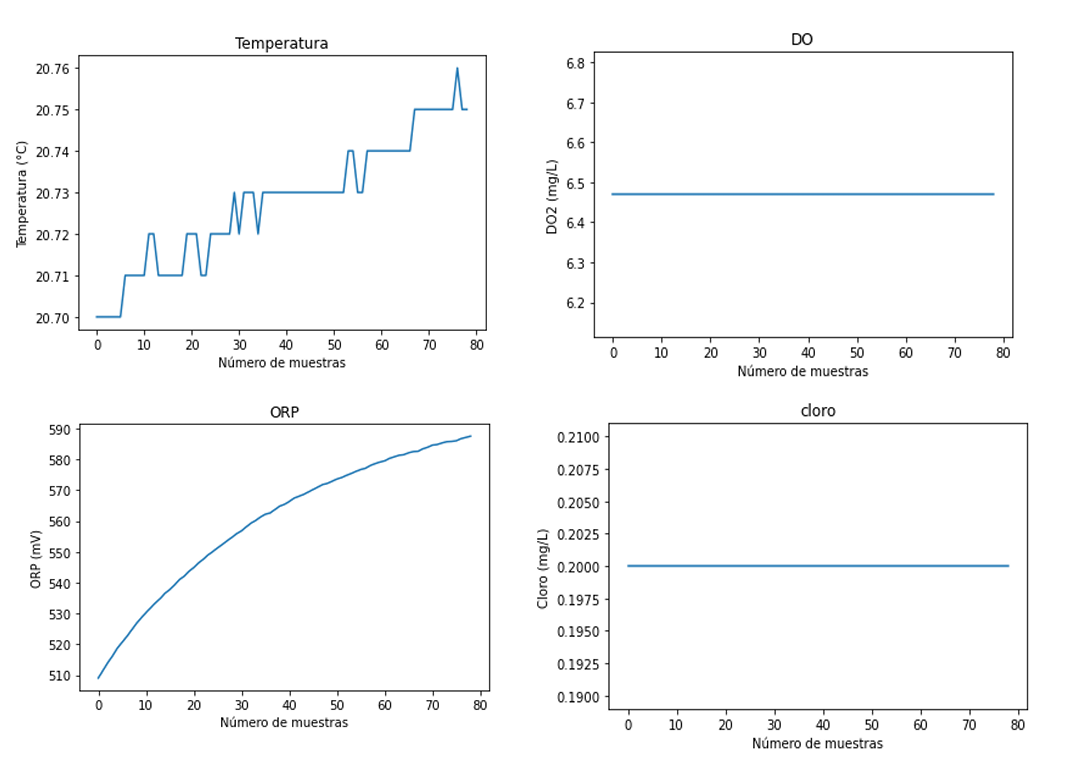 Temperatura
20.76
20.75
20.74
20.73
20.72
20.71
20.70
Temperatura (°C)
0 10 20 30 40 50 60 70 80
Número de muestras
DO
6.8
6.7
6.6
6.5
6.4
6.3
6.2
DO2 (mg/L)
0 10 20 30 40 50 60 70 80
Número de muestras
ORP
590
580
570
560
550
540
530
520
510
ORP (mV)
0 10 20 30 40 50 60 70 80
Número de muestras
cloro
0.2100
0.2075
0.2050
0.2025
0.2000
0.1975
0.1950
0.1925
0.1900
Cloro (mg/L)
0 10 20 30 40 50 60 70 80
Número de muestras